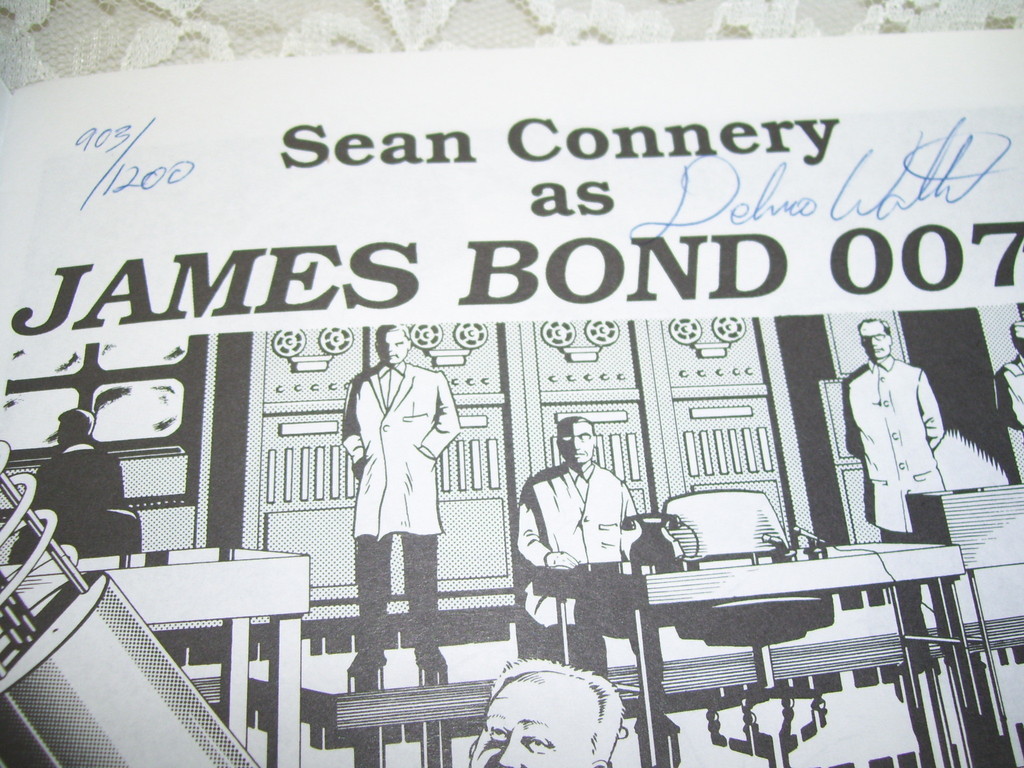 903/
/1200
Sean Connery
as
JAMES BOND 007